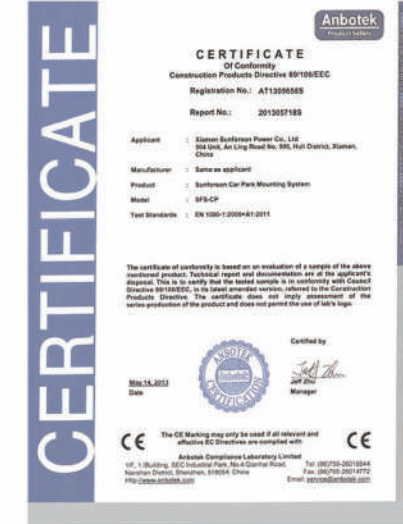 Anbotek
Product Safety
CERTIFICATE
CERTIFICATE
Of Conformity
Construction Products Directive 89/106/EEC
Registration No.: AT1305658S
Report No.: 201305718S
Applicant : Xiamen Sunforson Power Co., Ltd
504 Unit, An Ling Road No. 595, Huli District, Xiamen,
China
Manufacturer : Same as applicant
Product : Sunforson Car Park Mounting System
Model : SFS-CP
Test Standards : EN 1090-1:2009+A1:2011
The certificate of conformity is based on an evaluation of a sample of the above
mentioned product. Technical report and documentation are at the applicant's
disposal. This is to certify that the tested sample is in conformity with Council
Directive 89/106/EEC, in its latest amended version, referred to the Construction
Products Directive. The certificate does not imply assessment of the
series-production of the product and does not permit the use of lab's logo.
Certified by
ANBOTEK
Anbotek
CERTIFICATION
May 14, 2013
Date
Jeff Zhu
Manager
CE
The CE Marking may only be used if all relevant and
effective EC Directives are complied with
CE
Anbotek Compliance Laboratory Limited
1/F., 1 /Building, SEC Industrial Park, No.4 Qianhai Road,
Nanshan District, Shenzhen, 518054, China
Http://www.anbotek.com
Tel: (86)755-26010544
Fax: (86)755-26014772
Email: service@anbotek.com